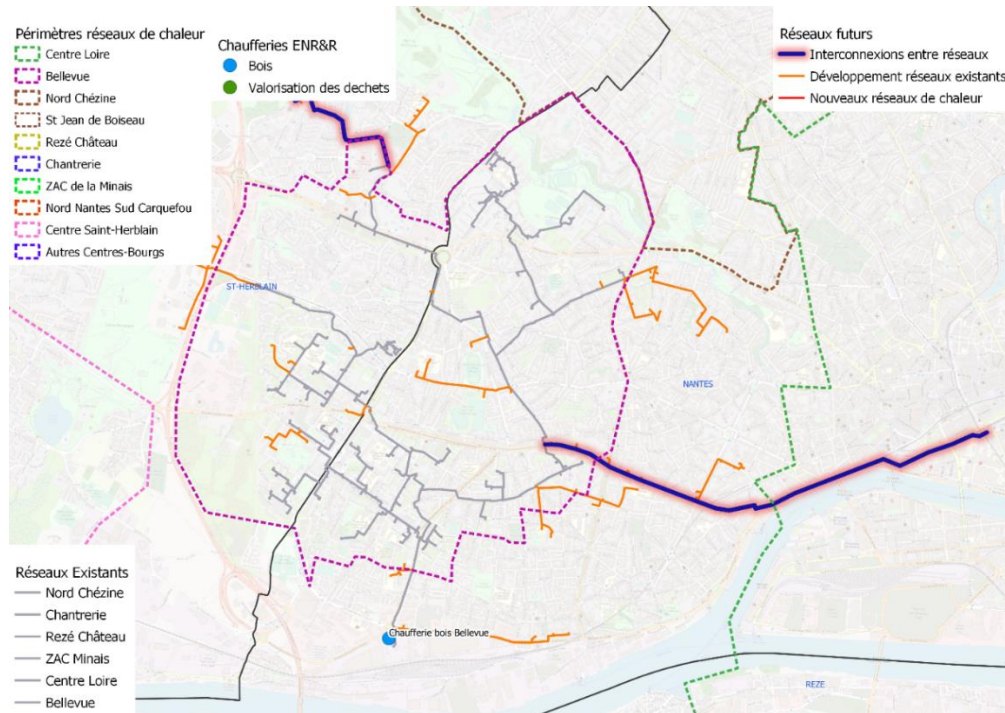 Périmètres réseaux de chaleur
Centre Loire
Bellevue
Nord Chézine
St Jean de Boiseau
Rezé Château
Chantrerie
ZAC de la Minais
Nord Nantes Sud Carquefou
Centre Saint-Herblain
Autres Centres-Bourgs
Chaufferies ENR&R
Bois
Valorisation des dechets
Réseaux futurs
Interconnexions entre réseaux
Développement réseaux existants
Nouveaux réseaux de chaleur
ST-HERBLAIN
NANTES
Chaufferie bois Bellevue
REZE
Réseaux Existants
Nord Chézine
Chantrerie
Rezé Château
ZAC Minais
Centre Loire
Bellevue